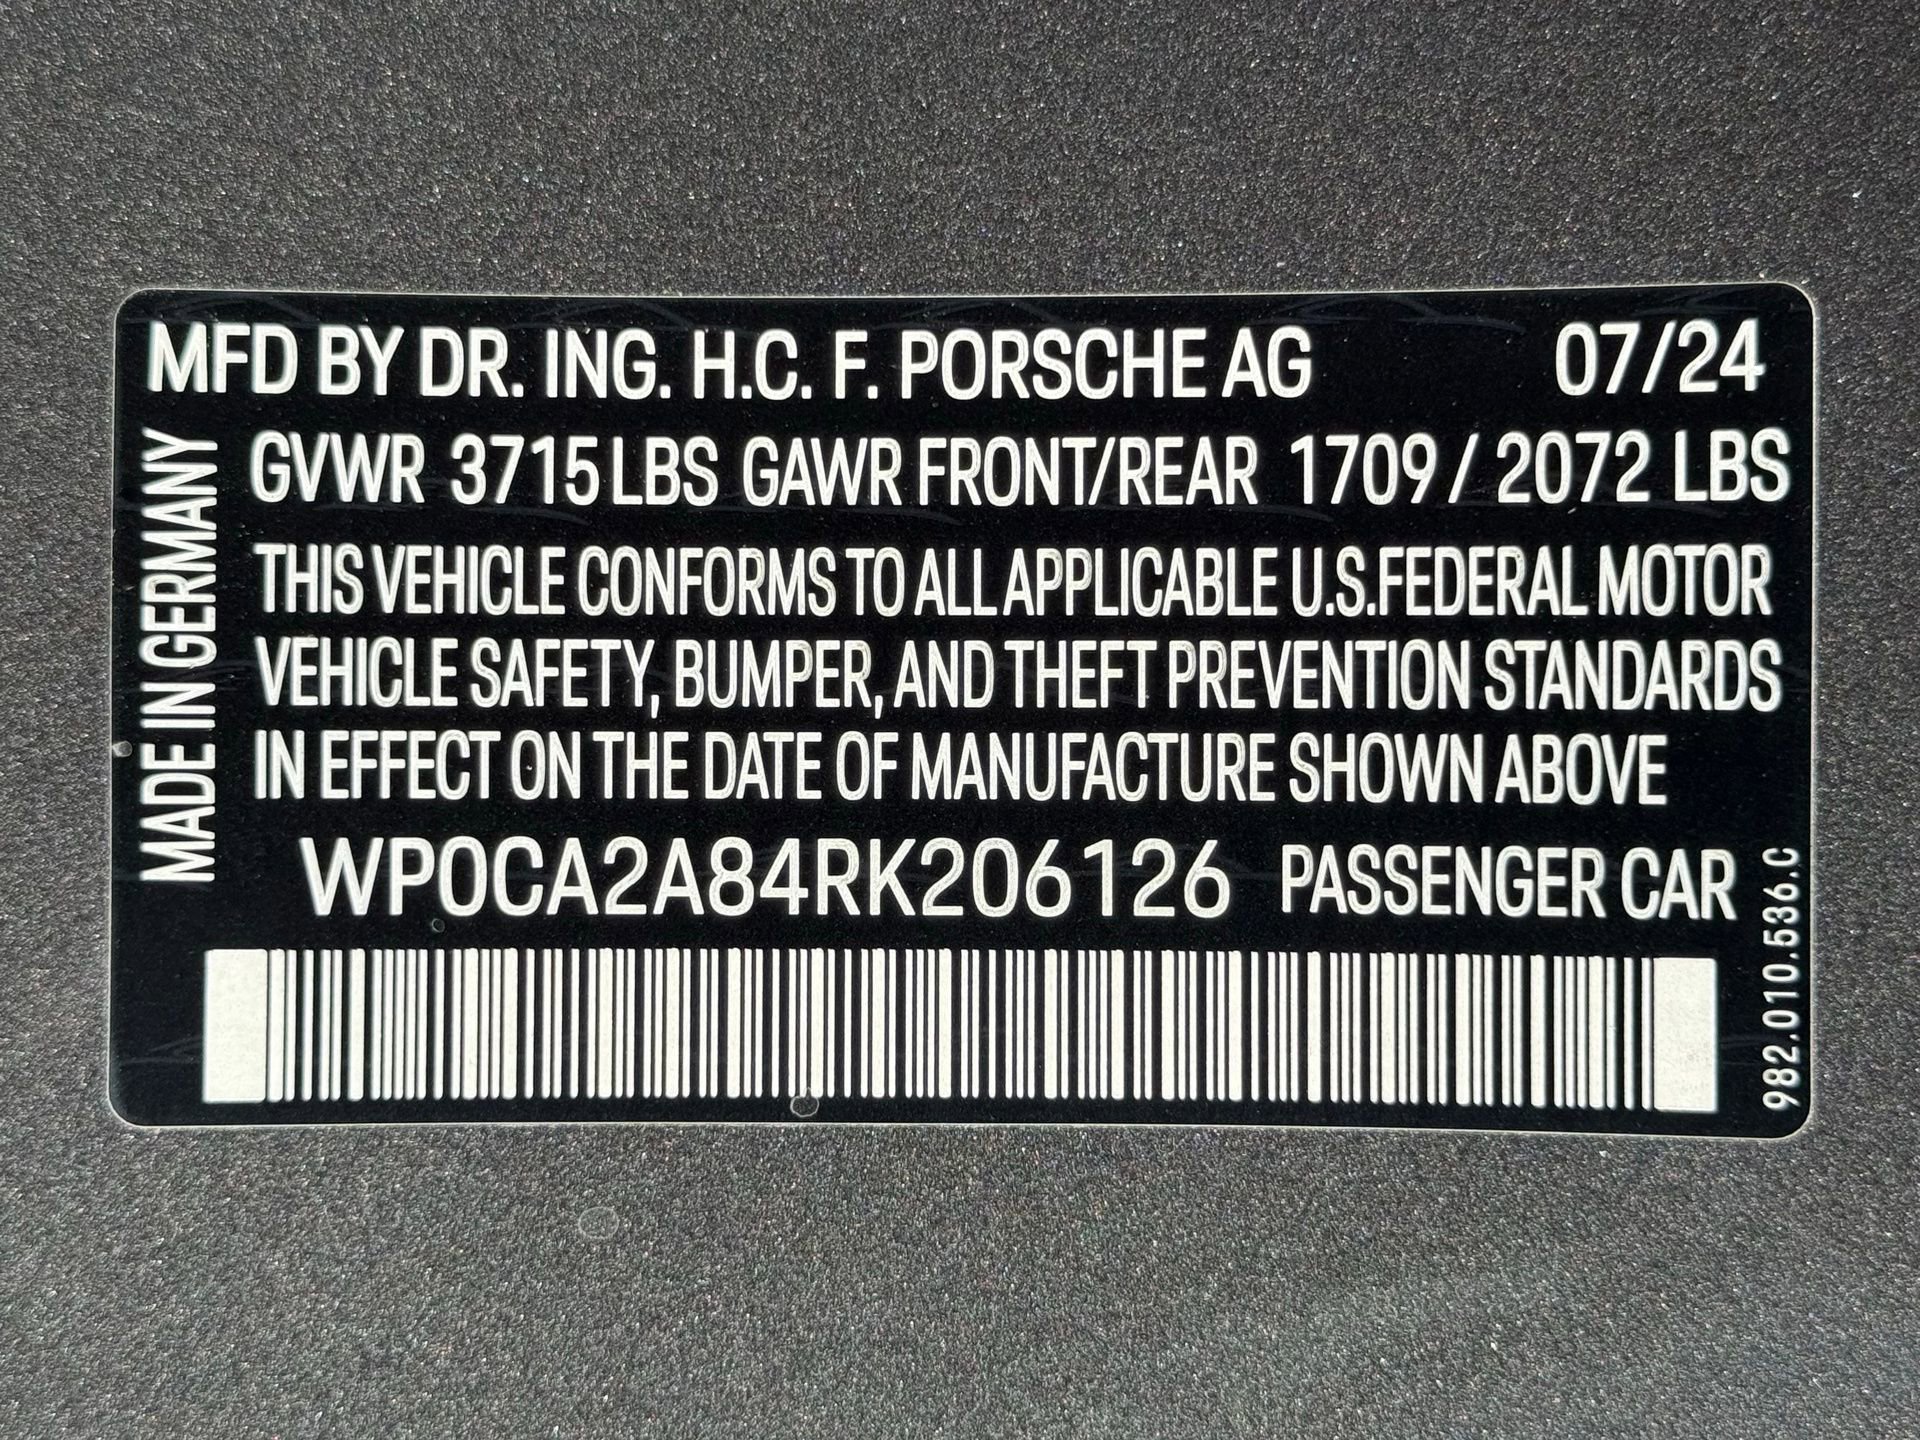 MFD BY DR. ING. H.C. F. PORSCHE AG 07/24
GVWR 3715 LBS GAWR FRONT/REAR 1709 / 2072 LBS
THIS VEHICLE CONFORMS TO ALL APPLICABLE U.S.FEDERAL MOTOR
VEHICLE SAFETY, BUMPER, AND THEFT PREVENTION STANDARDS
IN EFFECT ON THE DATE OF MANUFACTURE SHOWN ABOVE
WP0CA2A84RK206126 PASSENGER CAR
MADE IN GERMANY
982.010.536.C